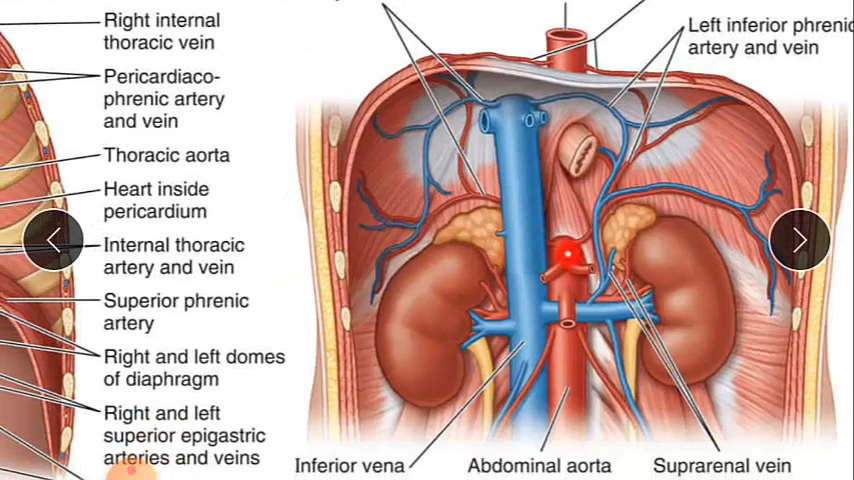 Right internal
thoracic vein
Pericardiaco-
phrenic artery
and vein
Thoracic aorta
Heart inside
pericardium
Internal thoracic
artery and vein
Superior phrenic
artery
Right and left domes
of diaphragm
Right and left
superior epigastric
arteries and veins
Left inferior phrenic
artery and vein
Inferior vena
Abdominal aorta
Suprarenal vein